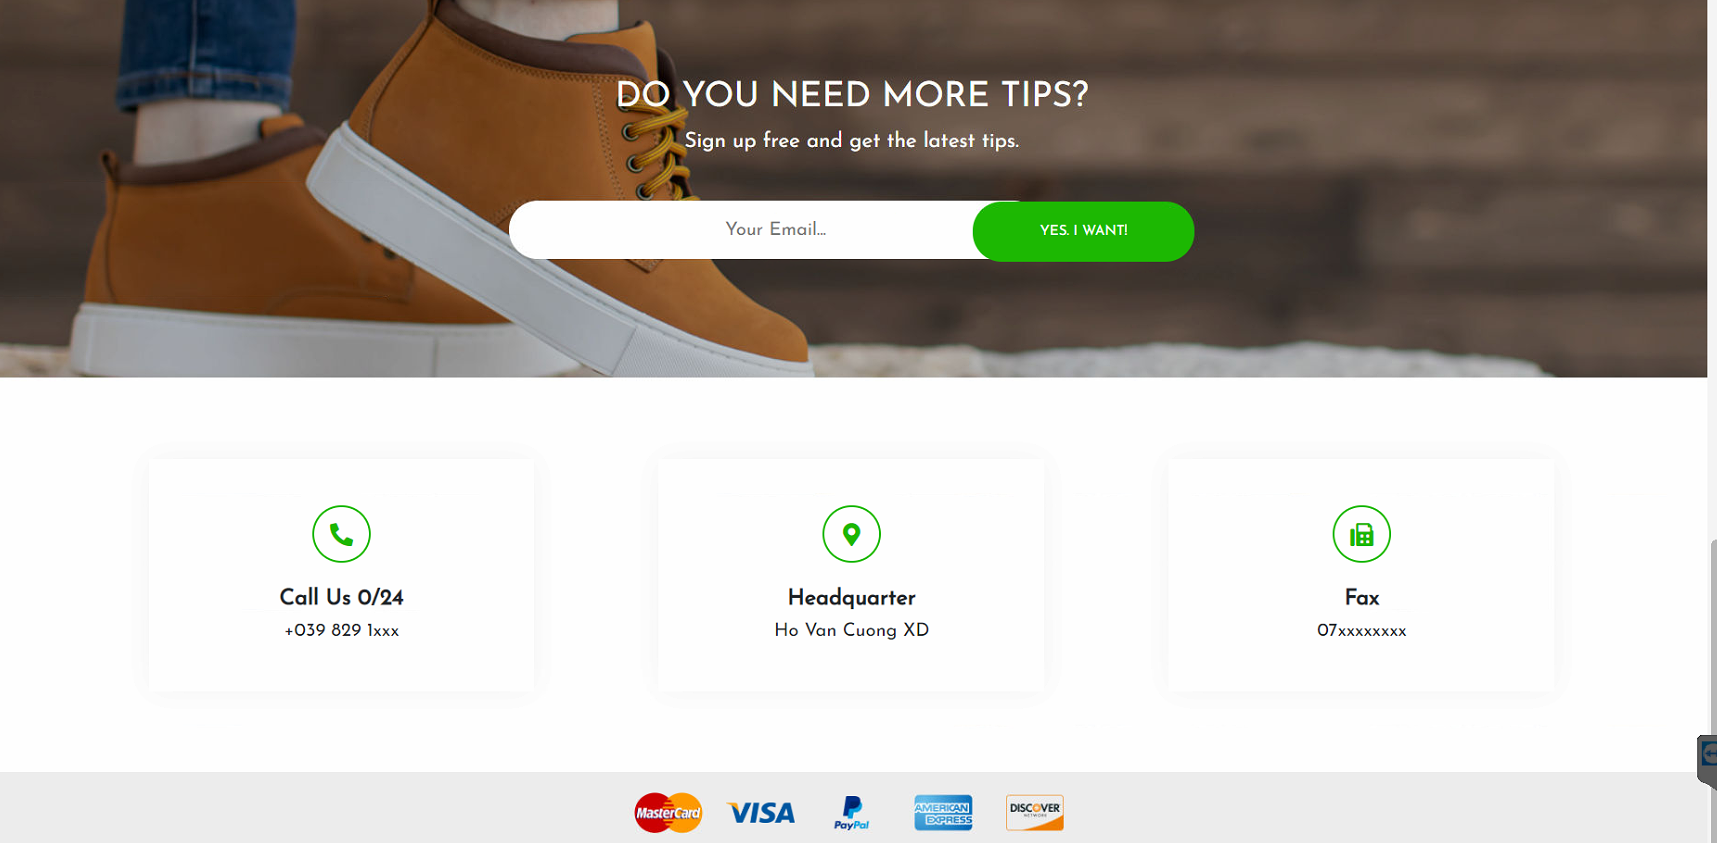 DO YOU NEED MORE TIPS?
Sign up free and get the latest tips.
Your Email...
YES. I WANT!
Call Us 0/24
+039 829 1xxx
Headquarter
Ho Van Cuong XD
Fax
07xxxxxxxx
MasterCard
VISA
PayPal
AMERICAN
EXPRESS
DISCOVER
NETWORK